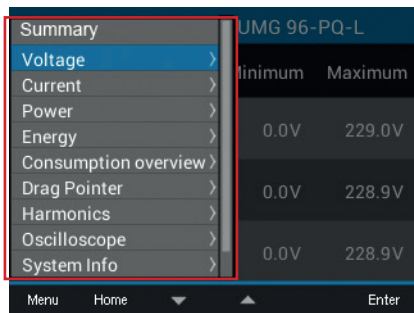 Summary
UMG 96-PQ-L
Voltage
Minimum Maximum
Current
Power
Energy
0.0V 229.0V
Consumption overview
Drag Pointer
0.0V 228.9V
Harmonics
Oscilloscope
0.0V 228.9V
System Info
Menu Home Enter